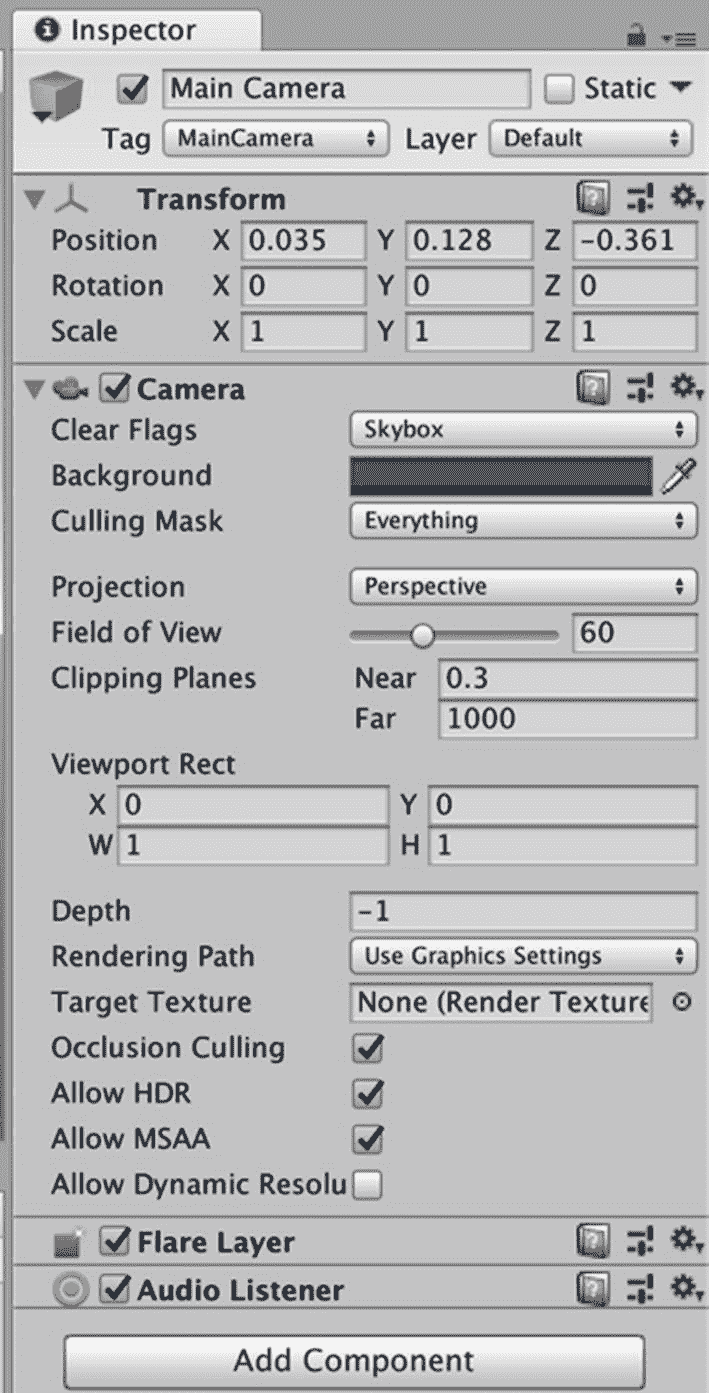 Inspector
Main Camera Static
Tag MainCamera Layer Default
Transform
Position X 0.035 Y 0.128 Z -0.361
Rotation X 0 Y 0 Z 0
Scale X 1 Y 1 Z 1
Camera
Clear Flags Skybox
Background
Culling Mask Everything
Projection Perspective
Field of View 60
Clipping Planes Near 0.3
Far 1000
Viewport Rect
X 0 Y 0
W 1 H 1
Depth -1
Rendering Path Use Graphics Settings
Target Texture None (Render Texture
Occlusion Culling
Allow HDR
Allow MSAA
Allow Dynamic Resolu
Flare Layer
Audio Listener
Add Component